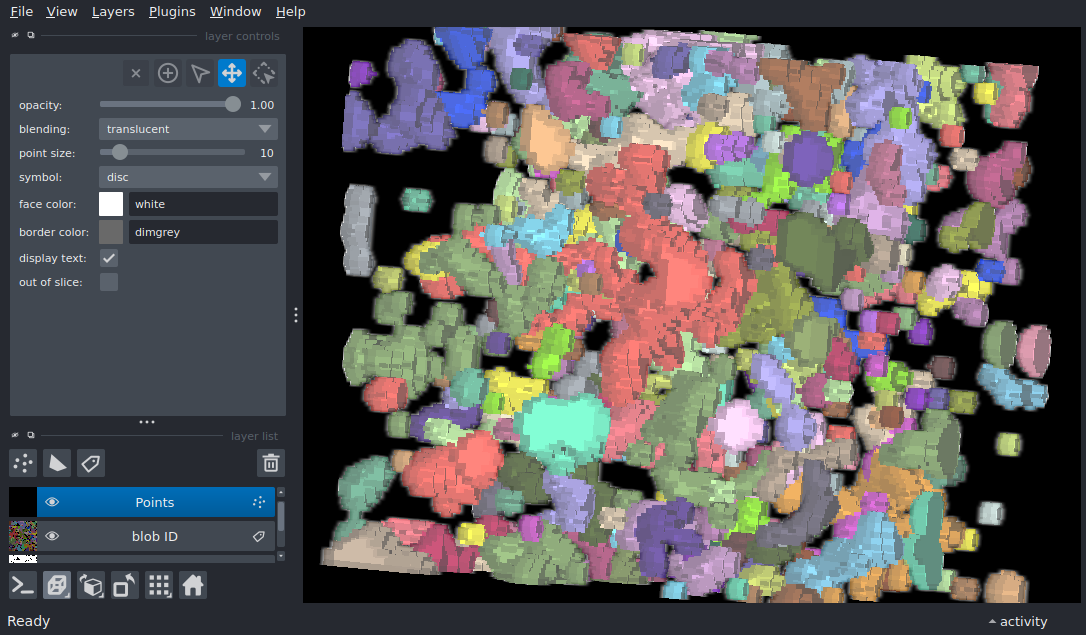 File View Layers Plugins Window Help
layer controls
opacity: 1.00
blending: translucent
point size: 10
symbol: disc
face color: white
border color: dimgrey
display text:
out of slice:
layer list
Points
blob ID
Ready
activity